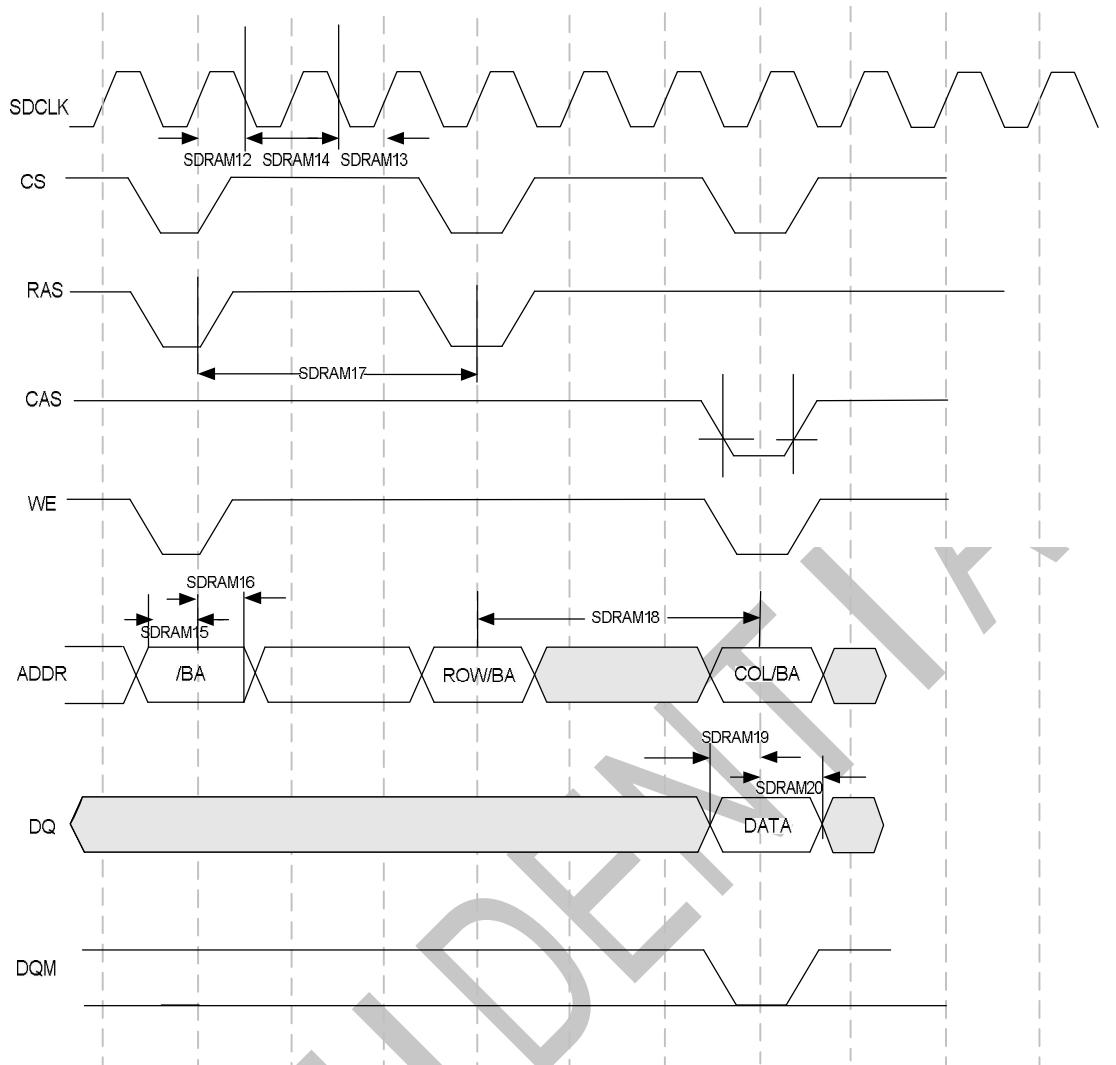 SDCLK
SDRAM12 SDRAM14 SDRAM13
CS
RAS
SDRAM17
CAS
WE
SDRAM16
SDRAM18
SDRAM15
ADDR /BA ROW/BA COL/BA
SDRAM19
SDRAM20
DQ DATA
DQM